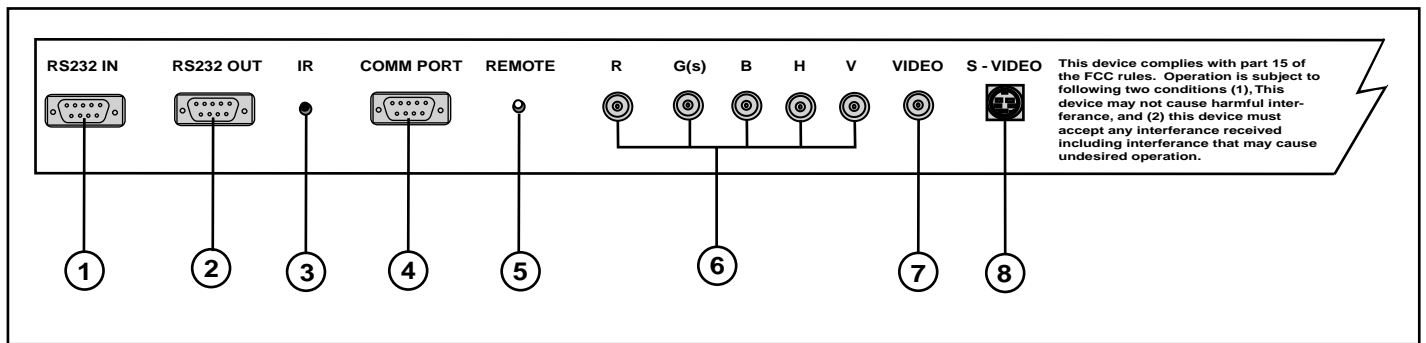 RS232 IN RS232 OUT IR COMM PORT REMOTE R G(s) B H V VIDEO S - VIDEO
This device complies with part 15 of
the FCC rules. Operation is subject to
following two conditions (1), This
device may not cause harmful inter-
ferance, and (2) this device must
accept any interferance received
including interferance that may cause
undesired operation.
1 2 3 4 5 6 7 8